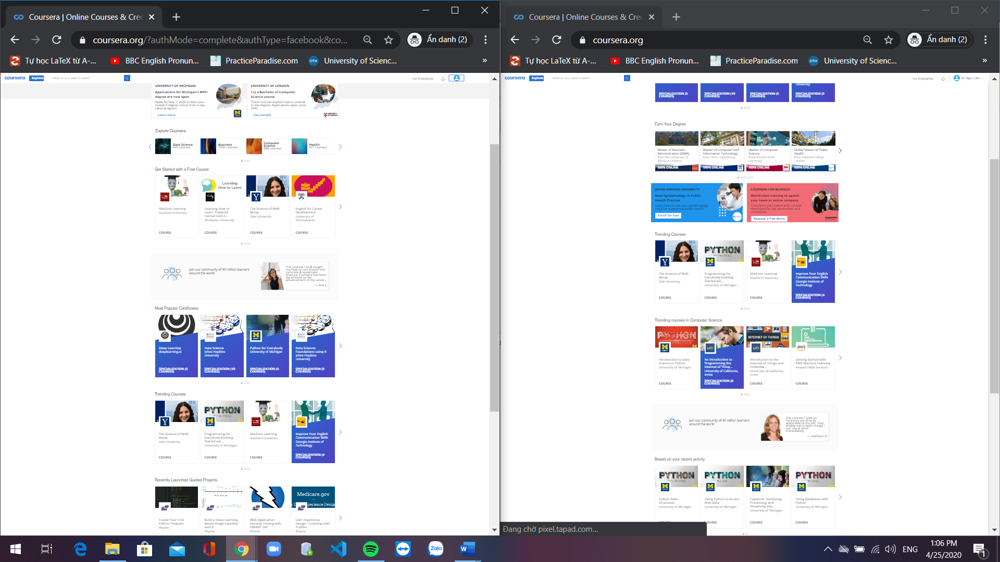 Coursera | Online Courses & Cre
coursera.org/?authMode=complete&authType=facebook&co...
Ẩn danh (2)
Tự học LaTeX từ A-...
BBC English Pronun...
PracticeParadise.com
University of Scienc...
»
coursera
Explore
What do you want to learn?
For Enterprise
UNIVERSITY OF MICHIGAN
Applications for Michigan's MPH
degree are now open
Apply by May 1, 2020 to earn your
master's degree online from a top-
rated program.
Learn more
UNIVERSITY OF LONDON
Try a Bachelor of Computer
Science course
These courses explore topics covered
in the degree. Applications open: June
29th.
Get started
Explore Coursera
Data Science
425 courses
Business
1095 courses
Computer
Science
668 courses
Health
471 courses
Get Started with a Free Course
Machine Learning
Stanford University
COURSE
Learning
How to Learn
Learning How to
Learn: Powerful
mental tools t...
McMaster University
COURSE
The Science of Well-
Being
Yale University
COURSE
English for Career
Development
University of
Pennsylvania
COURSE
Join our community of 40 million learners
around the world
The courses I took taught
me how to turn theory into
concrete & systematic
practice. Coursera has been
paramount to the
advancement of my career.
— Ana C.
Most Popular Certificates
Deep Learning
deeplearning.ai
SPECIALIZATION (5
COURSES)
Data Science
Johns Hopkins
University
SPECIALIZATION (10
COURSES)
Python for Everybody
University of Michigan
SPECIALIZATION (5
COURSES)
Data Science:
Foundations using R
Johns Hopkins
University
SPECIALIZATION (5
COURSES)
Trending Courses
The Science of Well-
Being
Yale University
COURSE
PYTHON
GETTING STARTED
Programming for
Everybody (Getting
Started wit...
University of Michigan
COURSE
Machine Learning
Stanford University
COURSE
Improve Your English
Communication Skills
Georgia Institute of
Technology
SPECIALIZATION (4
COURSES)
Recently Launched Guided Projects
Create Your First
Python Program
Rhyme
Build a Deep Learning
Based Image Classifier
with R
Rhyme
Web Application
Security Testing with
OWASP ZAP
Rhyme
Medicare.gov
User Experience
Design – Creating User
Profiles
Rhyme
Coursera | Online Courses & Cre
coursera.org
Ẩn danh (2)
Tự học LaTeX từ A-...
BBC English Pronun...
PracticeParadise.com
University of Scienc...
»
coursera
Explore
What do you want to learn?
For Enterprise
Võ Ngọc Lâm
SPECIALIZATION (5
COURSES)
SPECIALIZATION (10
COURSES)
SPECIALIZATION (5
COURSES)
University
SPECIALIZATION (5
COURSES)
Earn Your Degree
Master of Business
Administration (iMBA)
from the University of
Illinois at Urbana-
Champaign
100% ONLINE
Master of Computer and
Information Technology
from Penn Engineering
100% ONLINE
Master of Computer
Science
from Arizona State
University
100% ONLINE
Global Master of Public
Health
from Imperial College
London
100% ONLINE
JOHNS HOPKINS UNIVERSITY
New! Epidemiology in Public
Health Practice
Learn how to use core epidemiology
tools for supporting public health.
Enroll for free
COURSERA FOR BUSINESS
World-class training to upskill
your team or entire company
Transform your talent with content
developed by top universities and
companies.
Request a free demo
coursera
Trending Courses
The Science of Well-
Being
Yale University
COURSE
PYTHON
GETTING STARTED
Programming for
Everybody (Getting
Started wit...
University of Michigan
COURSE
Machine Learning
Stanford University
COURSE
Improve Your English
Communication Skills
Georgia Institute of
Technology
SPECIALIZATION (4
COURSES)
Trending courses in Computer Science
PYTHON
DATA SCIENCE
Introduction to Data
Science in Python
University of Michigan
COURSE
UCI
An Introduction to
Programming the
Internet of Thing...
University of California,
Irvine
SPECIALIZATION (6
COURSES)
INTERNET OF THINGS
UCI
Introduction to the
Internet of Things and
Embedde...
University of California,
Irvine
COURSE
aws
Getting Started with
AWS Machine Learning
Amazon Web Services
COURSE
Join our community of 40 million learners
around the world
The courses I took on
Coursera are directly
applicable to my job. They
enable me to learn things I
can use at work
immediately.
— Kathleen B.
Based on your recent activity
PYTHON
Python Data
Structures
University of Michigan
PYTHON
Using Python to Access
Web Data
University of Michigan
COURSE
Capstone: Retrieving,
Processing, and
Visualizing Dat...
University of Michigan
COURSE
PYTHON
DATABASES
Using Databases with
Python
University of Michigan
COURSE
Đang chờ pixel.tapad.com...
Zalo
ENG
1:06 PM
4/25/2020
1